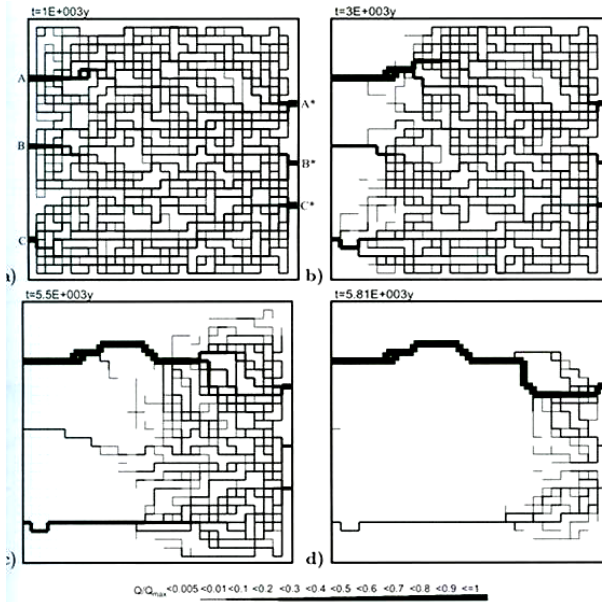 t=1E+003y
t=3E+003y
A
A*
B
B*
C*
C
a)
b)
t=5.5E+003y
t=5.81E+003y
c)
d)
Q/Qmax <0.005 <0.01 <0.1 <0.2 <0.3 <0.4 <0.5 <0.6 <0.7 <0.8 <0.9 <=1